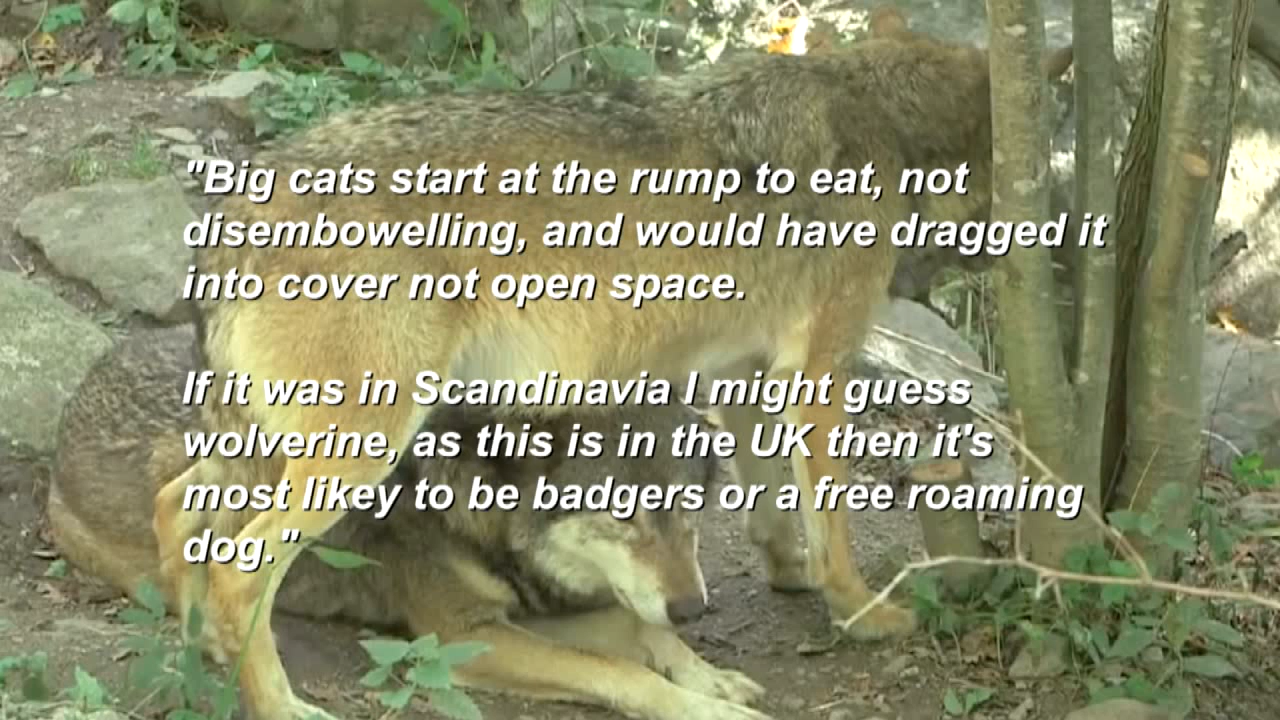 "Big cats start at the rump to eat, not
disembowelling, and would have dragged it
into cover not open space.
If it was in Scandinavia I might guess
wolverine, as this is in the UK then it's
most likey to be badgers or a free roaming
dog."